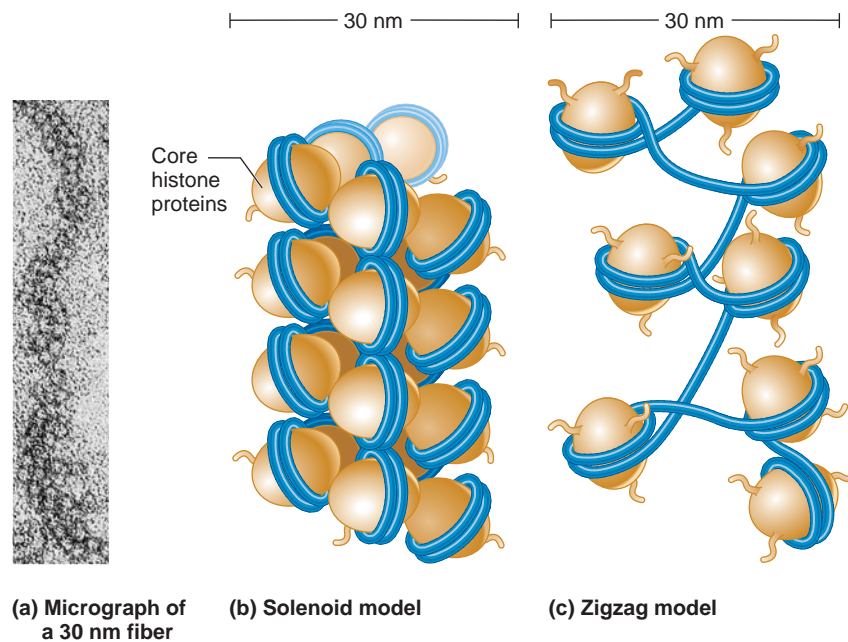 30 nm
30 nm
Core
histone
proteins
(a) Micrograph of
a 30 nm fiber
(b) Solenoid model
(c) Zigzag model